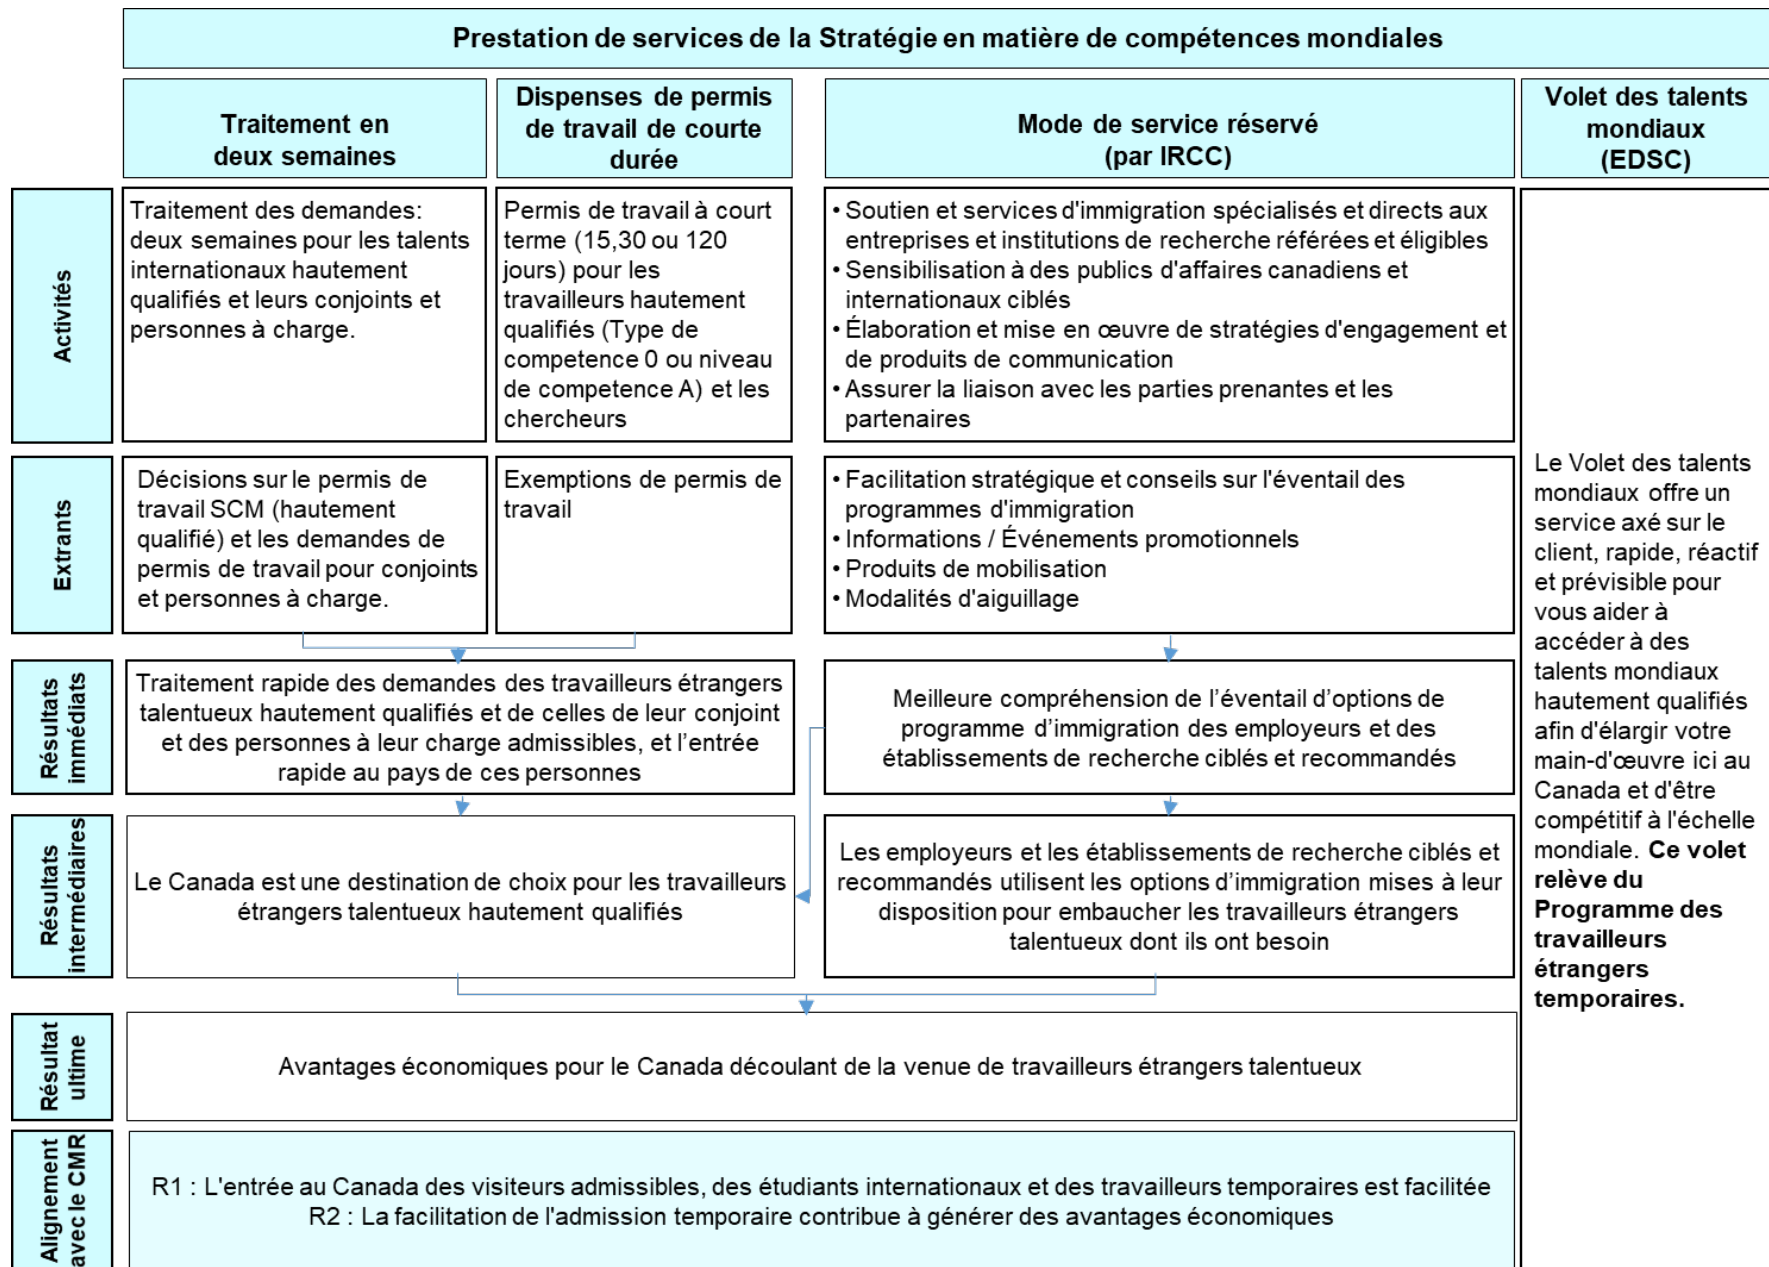 Prestation de services de la Stratégie en matière de compétences mondiales
Traitement en
deux semaines
Dispenses de permis
de travail de courte
durée
Mode de service réservé
(par IRCC)
Volet des talents
mondiaux
(EDSC)
Activités
Traitement des demandes:
deux semaines pour les talents
internationaux hautement
qualifiés et leurs conjoints et
personnes à charge.
Permis de travail à court
terme (15,30 ou 120
jours) pour les
travailleurs hautement
qualifiés (Type de
competence 0 ou niveau
de competence A) et les
chercheurs
• Soutien et services d'immigration spécialisés et directs aux
entreprises et institutions de recherche référées et éligibles
• Sensibilisation à des publics d'affaires canadiens et
internationaux ciblés
• Élaboration et mise en œuvre de stratégies d'engagement et
de produits de communication
• Assurer la liaison avec les parties prenantes et les
partenaires
Extrants
Décisions sur le permis de
travail SCM (hautement
qualifié) et les demandes de
permis de travail pour conjoints
et personnes à charge.
Exemptions de permis de
travail
• Facilitation stratégique et conseils sur l'éventail des
programmes d'immigration
• Informations / Événements promotionnels
• Produits de mobilisation
• Modalités d'aiguillage
Résultats
immédiats
Traitement rapide des demandes des travailleurs étrangers
talentueux hautement qualifiés et de celles de leur conjoint
et des personnes à leur charge admissibles, et l’entrée
rapide au pays de ces personnes
Meilleure compréhension de l’éventail d’options de
programme d’immigration des employeurs et des
établissements de recherche ciblés et recommandés
Résultats
intermédiaires
Le Canada est une destination de choix pour les travailleurs
étrangers talentueux hautement qualifiés
Les employeurs et les établissements de recherche ciblés et
recommandés utilisent les options d’immigration mises à leur
disposition pour embaucher les travailleurs étrangers
talentueux dont ils ont besoin
Résultat
ultime
Avantages économiques pour le Canada découlant de la venue de travailleurs étrangers talentueux
Alignement
avec le CMR
R1 : L'entrée au Canada des visiteurs admissibles, des étudiants internationaux et des travailleurs temporaires est facilitée
R2 : La facilitation de l'admission temporaire contribue à générer des avantages économiques
Le Volet des talents
mondiaux offre un
service axé sur le
client, rapide, réactif
et prévisible pour
vous aider à
accéder à des
talents mondiaux
hautement qualifiés
afin d'élargir votre
main-d'œuvre ici au
Canada et d'être
compétitif à l'échelle
mondiale. Ce volet
relève du
Programme des
travailleurs
étrangers
temporaires.